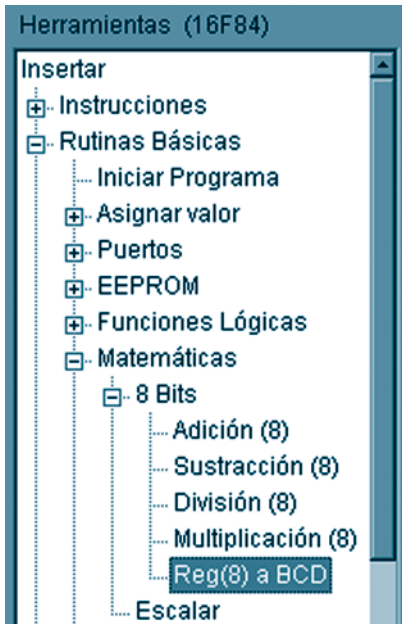 Herramientas (16F84)
Insertar
Instrucciones
Rutinas Básicas
Iniciar Programa
Asignar valor
Puertos
EEPROM
Funciones Lógicas
Matemáticas
8 Bits
Adición (8)
Sustracción (8)
División (8)
Multiplicación (8)
Reg(8) a BCD
Escalar